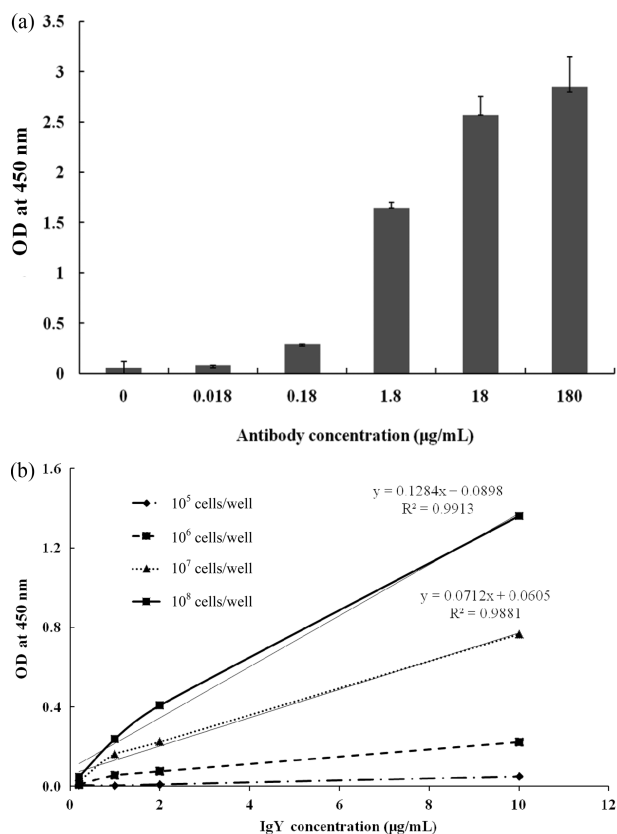 (a)
3.5
3
2.5
2
1.5
1
0.5
0
OD at 450 nm
0 0.018 0.18 1.8 18 180
Antibody concentration (µg/mL)
(b)
1.6
1.2
0.8
0.4
0.0
OD at 450 nm
10⁵ cells/well
10⁶ cells/well
10⁷ cells/well
10⁸ cells/well
y = 0.1284x − 0.0898
R² = 0.9913
y = 0.0712x + 0.0605
R² = 0.9881
0 2 4 6 8 10 12
IgY concentration (µg/mL)